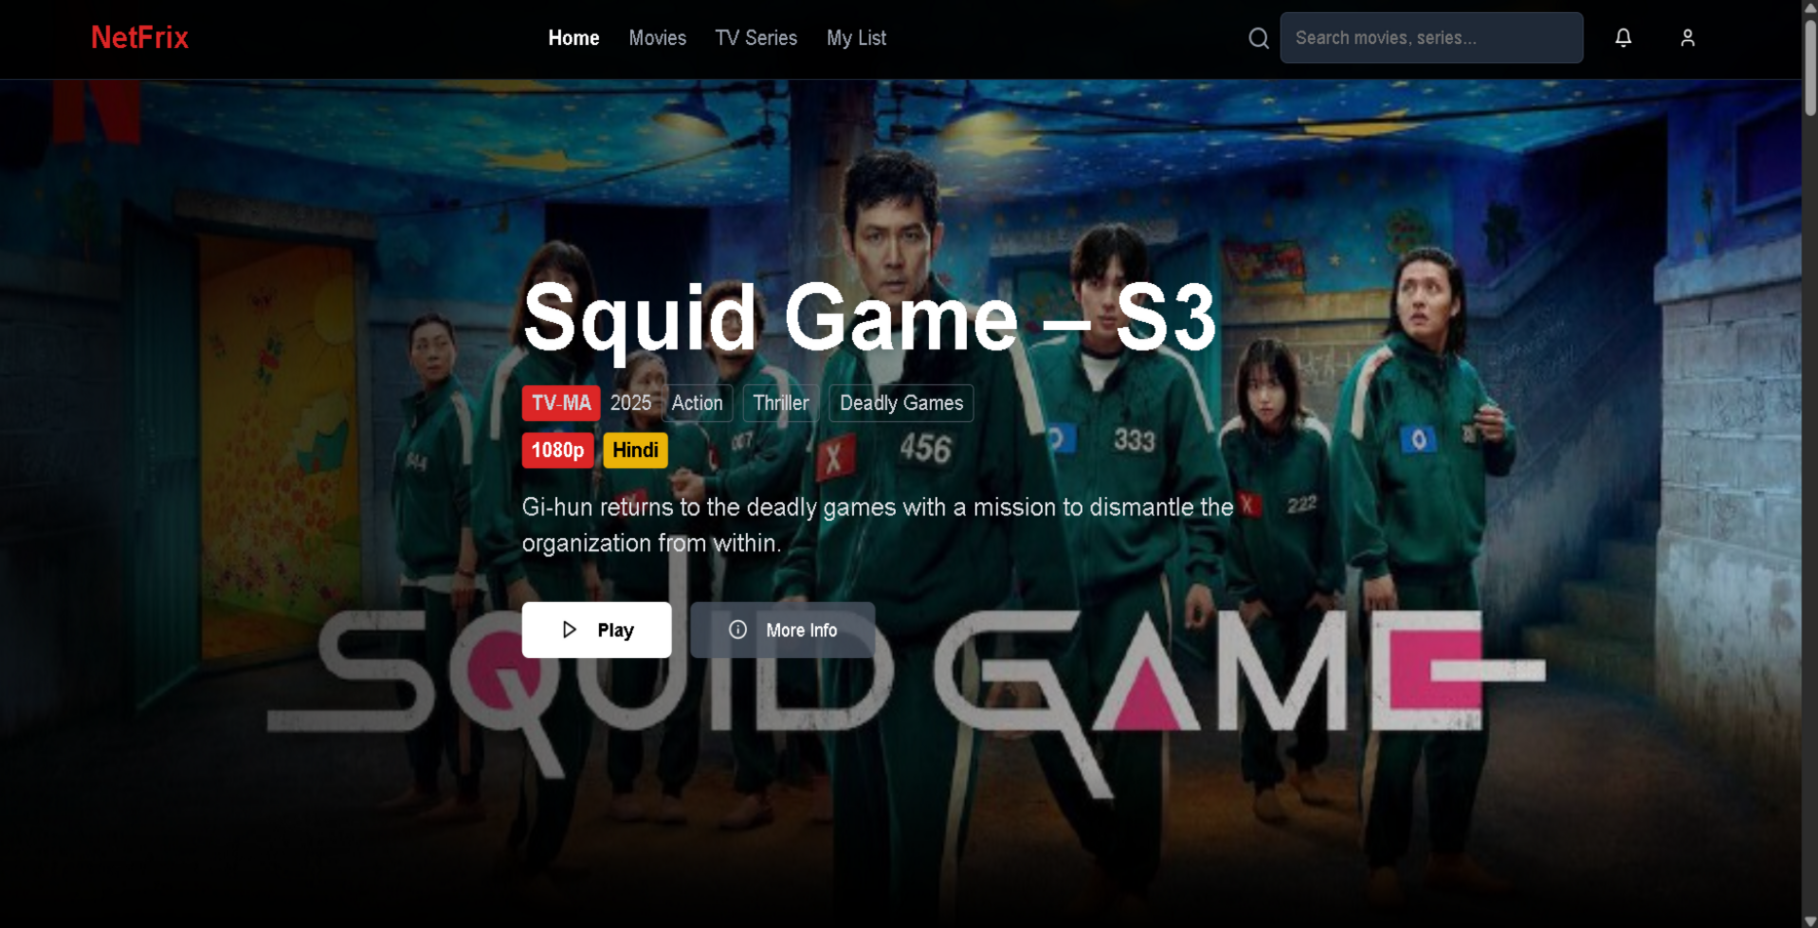 NetFrix
Home Movies TV Series My List
Search movies, series...
N
Squid Game – S3
TV-MA 2025 Action Thriller Deadly Games
1080p Hindi
007
456
333
X
Gi-hun returns to the deadly games with a mission to dismantle the
X 222
organization from within.
Play More Info
SQUID GAME